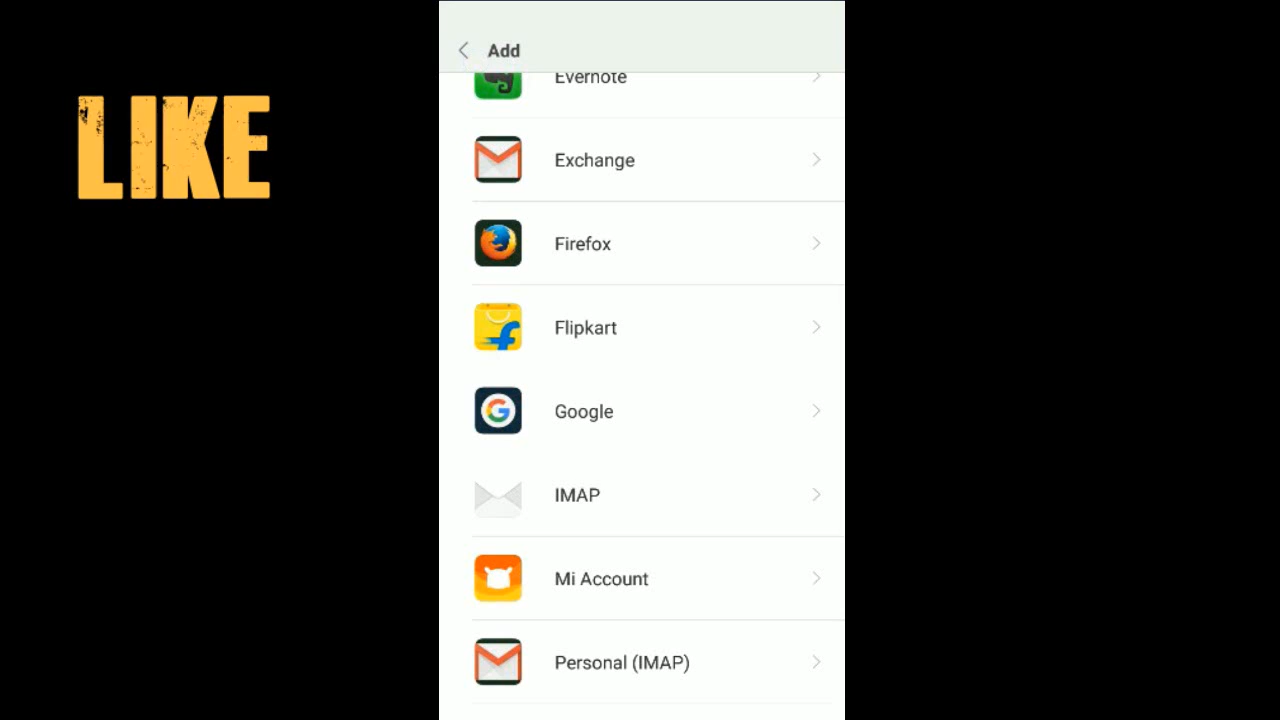 LIKE
Add
Evernote
Exchange
Firefox
Flipkart
Google
IMAP
Mi Account
Personal (IMAP)